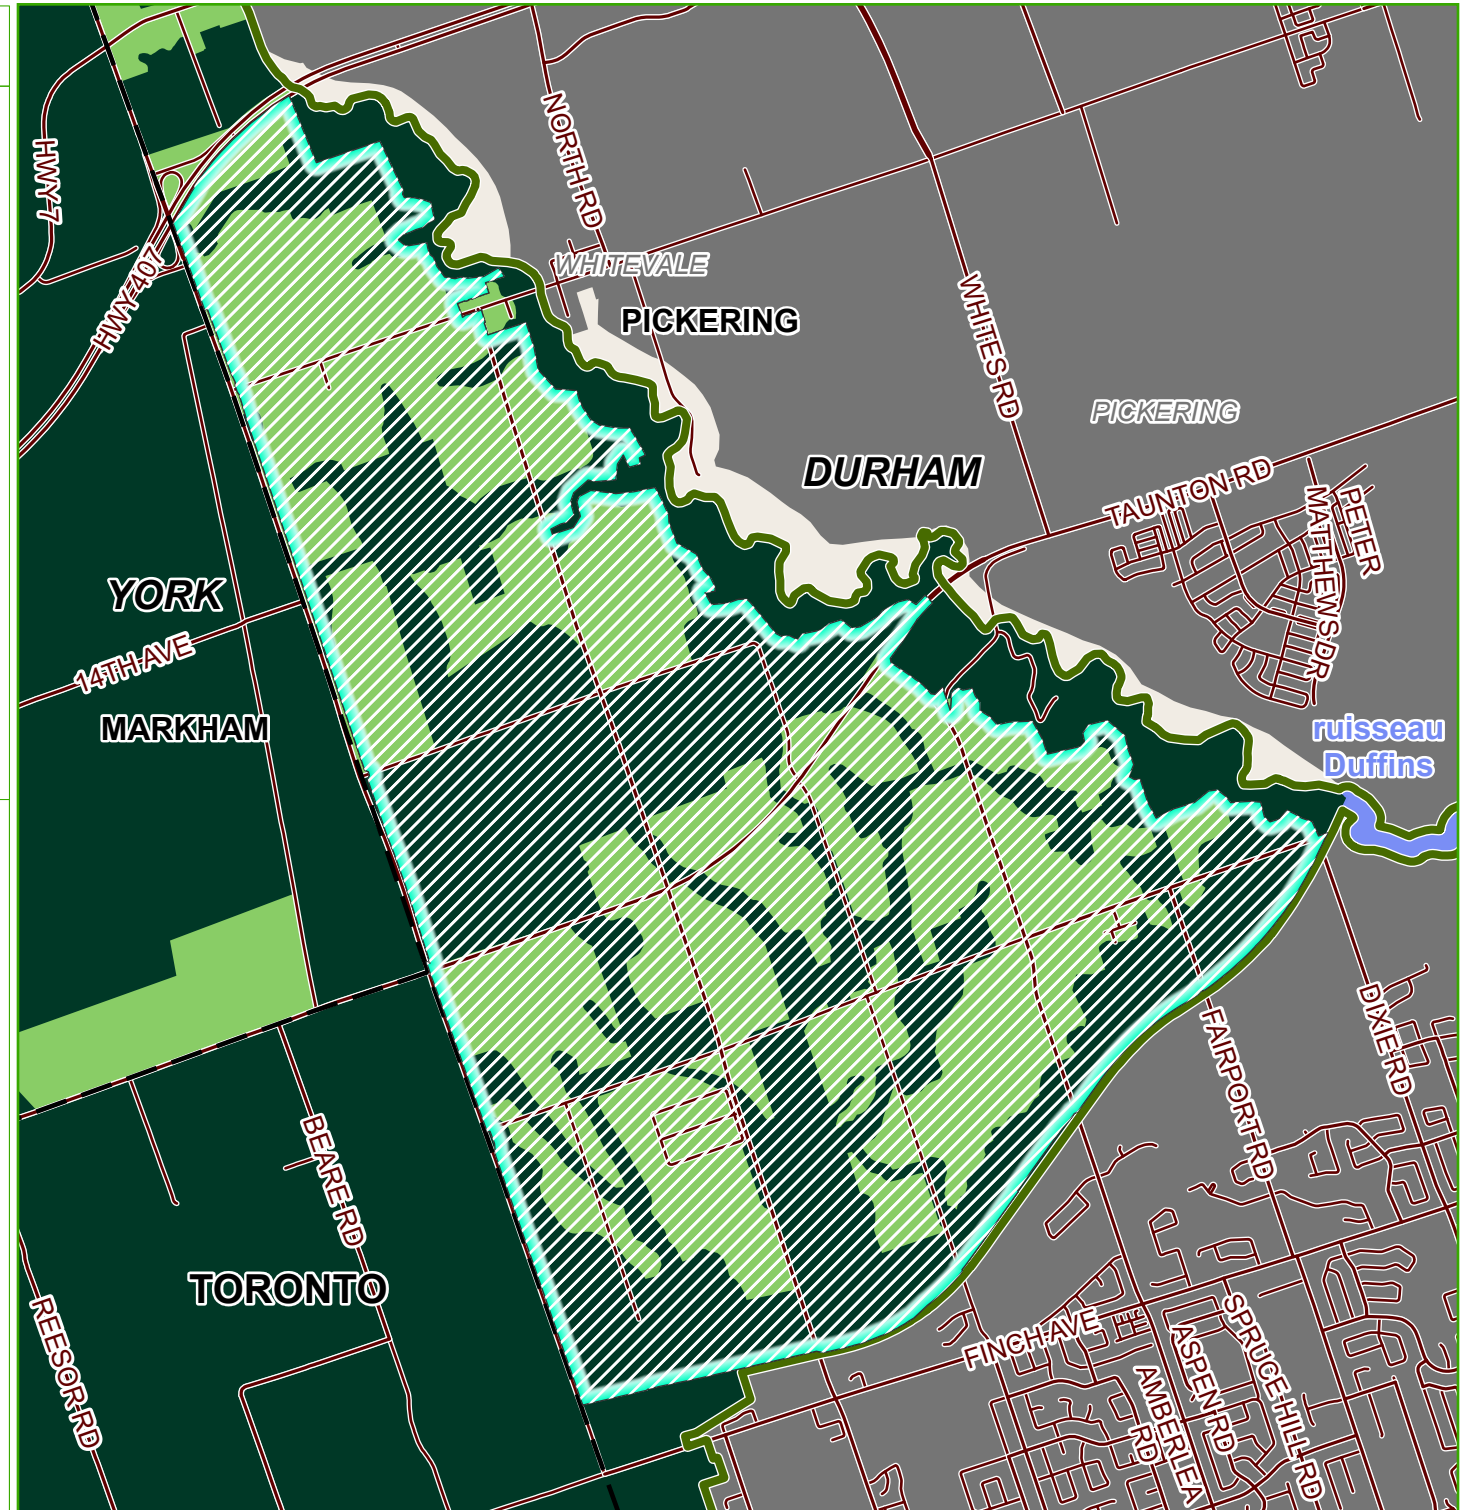 HWY 7
NORTH RD
HWY 407
WHITEVALE
PICKERING
WHITES RD
PICKERING
DURHAM
TAUNTON RD
PETER
MATTHEWS DR
YORK
14TH AVE
MARKHAM
ruisseau
Duffins
DIXIE RD
FAIRPORT RD
BEARE RD
TORONTO
REESOR RD
FINCH AVE
SPRUCE HILL RD
ASPEN RD
AMBERLEA
RD